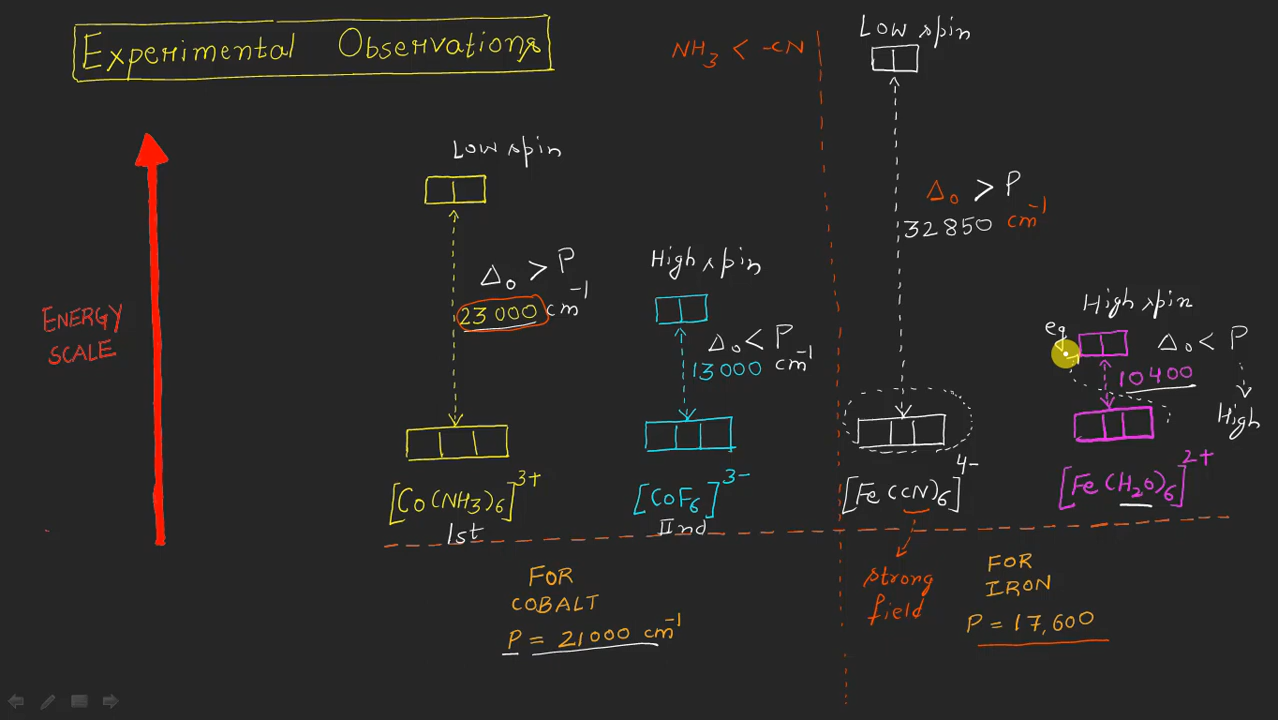 Experimental Observations
NH3 < -CN
Low spin
Low spin
Δo > P
32850 cm-1
Δo > P
23000 cm-1
High spin
Δo < P
13000 cm-1
High spin
eg
Δo < P
10400
High
ENERGY
SCALE
[Co(NH3)6]3+
Ist
[CoF6]3-
IInd
[Fe(CN)6]4-
[Fe(H2O)6]2+
FOR
COBALT
P = 21000 cm-1
strong
field
FOR
IRON
P = 17,600